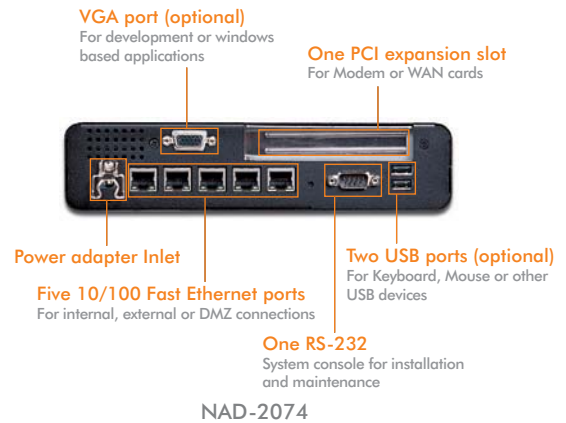 VGA port (optional)
For development or windows
based applications
One PCI expansion slot
For Modem or WAN cards
Power adapter Inlet
Two USB ports (optional)
For Keyboard, Mouse or other
USB devices
Five 10/100 Fast Ethernet ports
For internal, external or DMZ connections
One RS-232
System console for installation
and maintenance
NAD-2074